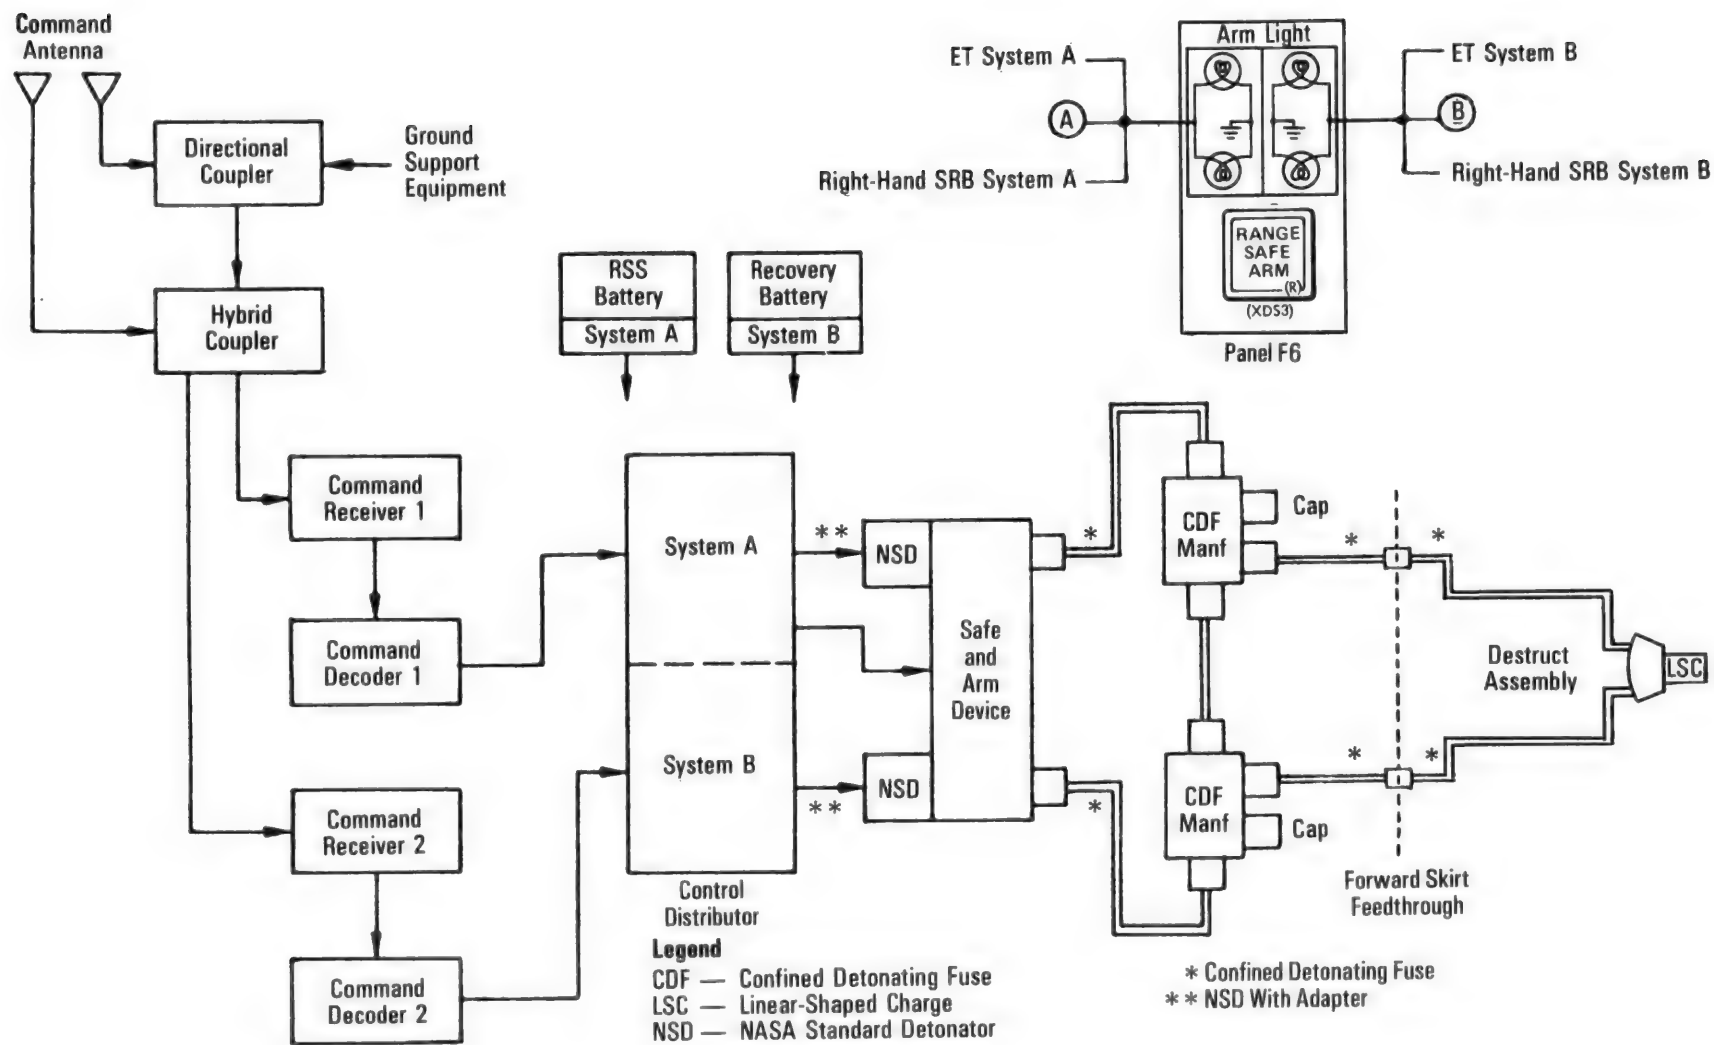 Command
Antenna
Directional
Coupler
Ground
Support
Equipment
Hybrid
Coupler
RSS
Battery
System A
Recovery
Battery
System B
ET System A
A
Right-Hand SRB System A
Arm Light
RANGE
SAFE
ARM
(R)
(XDS3)
Panel F6
ET System B
B
Right-Hand SRB System B
Command
Receiver 1
Command
Decoder 1
Command
Receiver 2
Command
Decoder 2
System A
System B
Control
Distributor
**
NSD
**
NSD
Safe
and
Arm
Device
*
*
CDF
Manf
Cap
CDF
Manf
Cap
*
*
*
*
Destruct
Assembly
LSC
Forward Skirt
Feedthrough
Legend
CDF — Confined Detonating Fuse
LSC — Linear-Shaped Charge
NSD — NASA Standard Detonator
* Confined Detonating Fuse
** NSD With Adapter